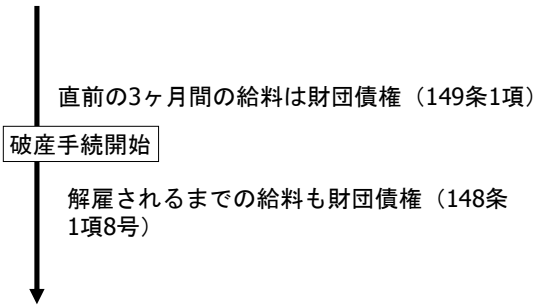 直前の3ヶ月間の給料は財団債権（149条1項）
破産手続開始
解雇されるまでの給料も財団債権（148条
1項8号）